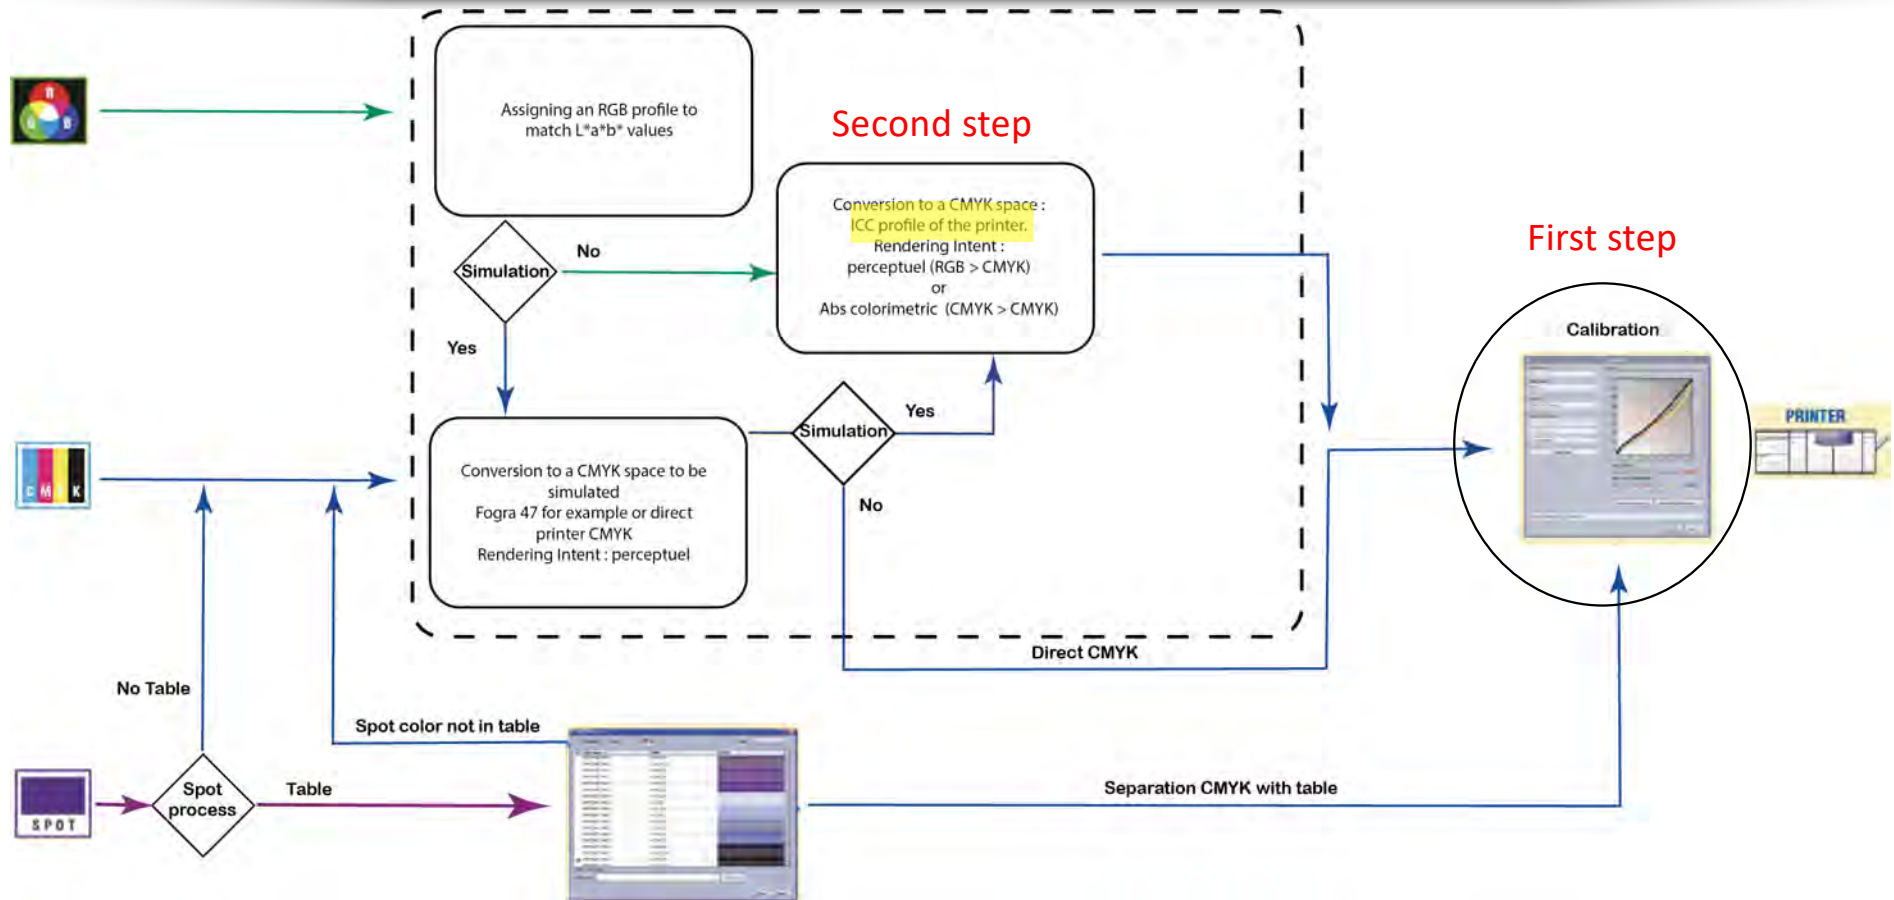 R
G B
Assigning an RGB profile to
match L*a*b* values
Second step
Conversion to a CMYK space :
ICC profile of the printer.
Rendering Intent :
perceptuel (RGB > CMYK)
or
Abs colorimetric (CMYK > CMYK)
First step
Simulation
No
Yes
Calibration
PRINTER
Simulation
Yes
No
C M Y K
Conversion to a CMYK space to be
simulated
Fogra 47 for example or direct
printer CMYK
Rendering Intent : perceptuel
Direct CMYK
No Table
Spot color not in table
SPOT
Spot
process
Table
Separation CMYK with table